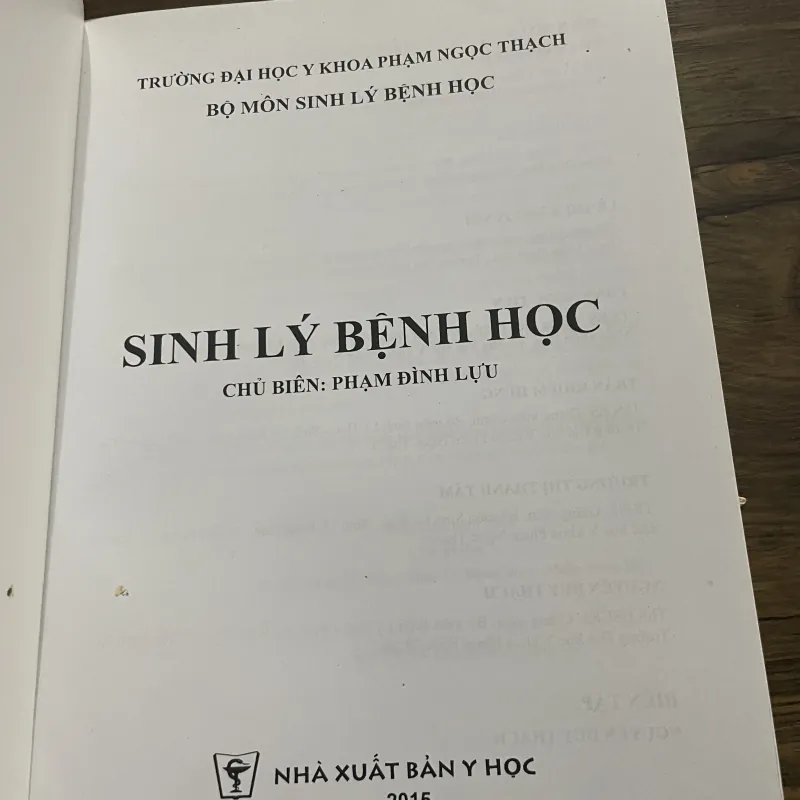 TRƯỜNG ĐẠI HỌC Y KHOA PHẠM NGỌC THẠCH
BỘ MÔN SINH LÝ BỆNH HỌC
SINH LÝ BỆNH HỌC
CHỦ BIÊN: PHẠM ĐÌNH LỰU
NHÀ XUẤT BẢN Y HỌC
2015